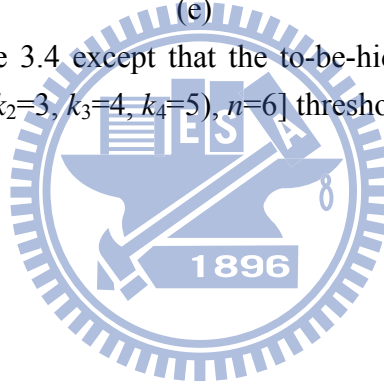 (e)
e 3.4 except that the to-be-hid
k₂=3, k₃=4, k₄=5), n=6] thresho
E S A
1896